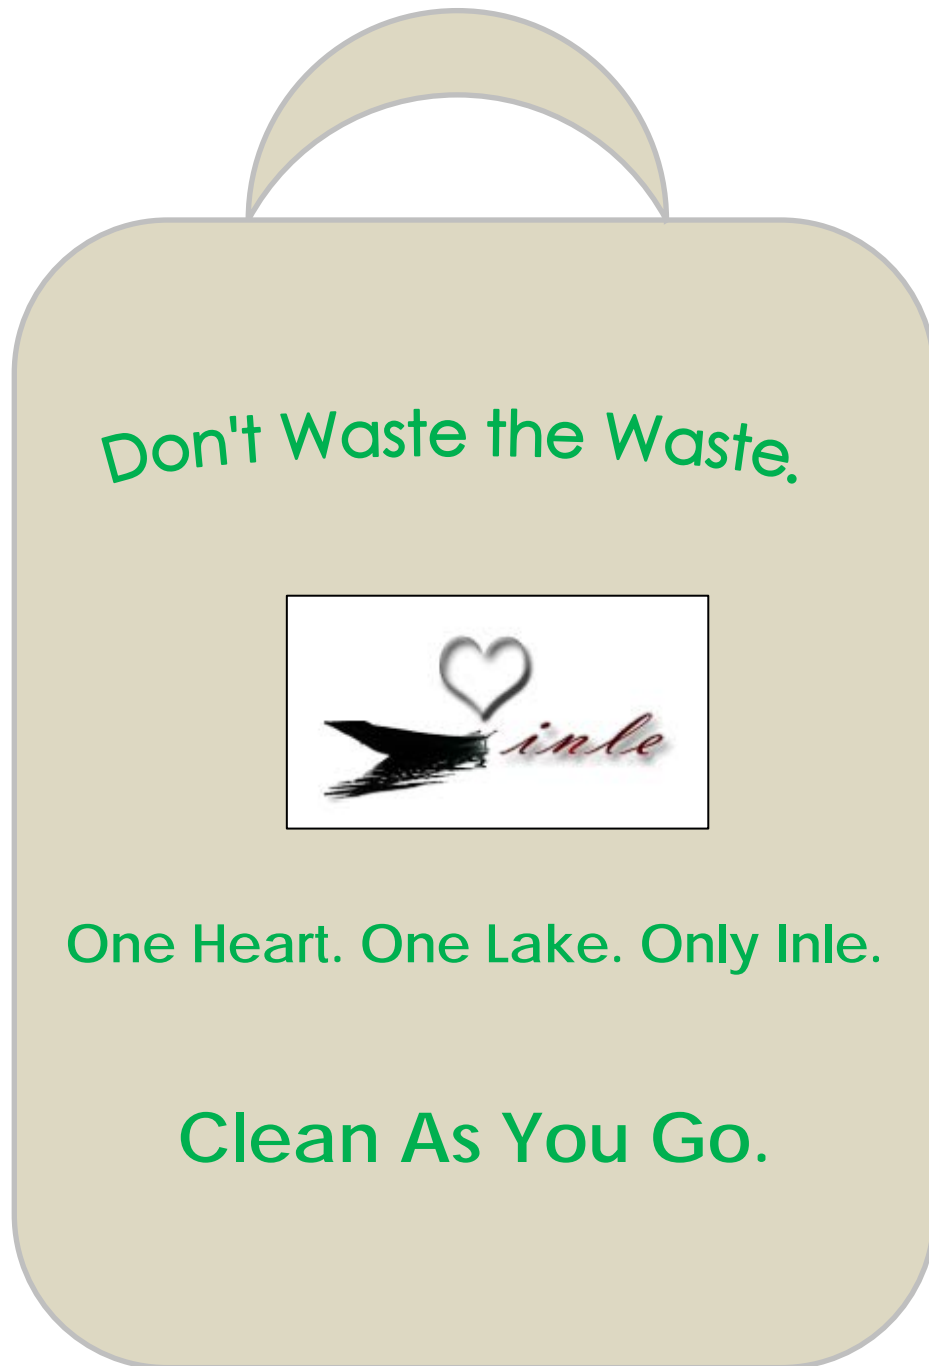 Don't Waste the Waste.
inle
One Heart. One Lake. Only Inle.
Clean As You Go.